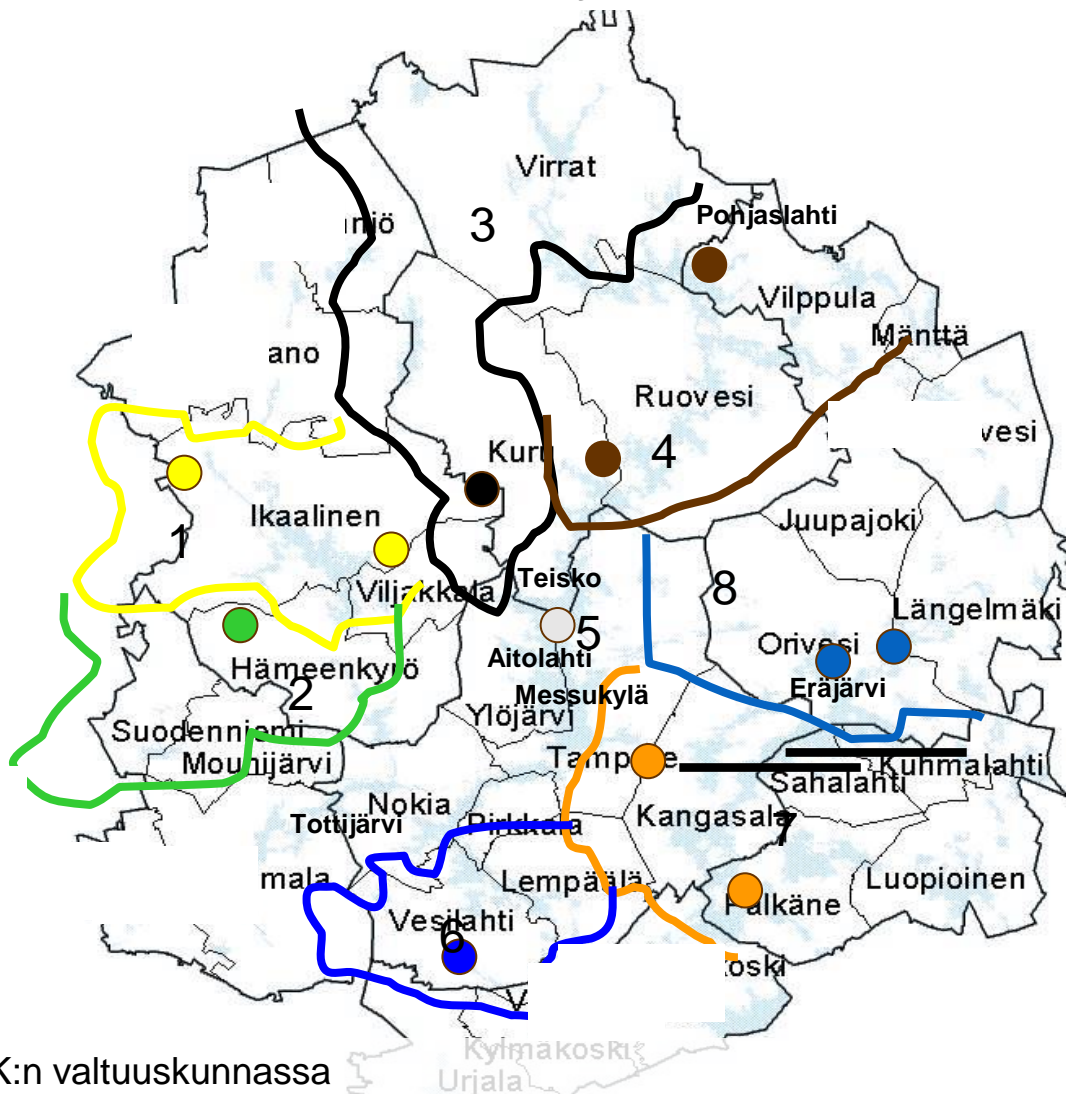 Virrat
3
Pohjaslahti
Vilppula
Mänttä
ano
Ruovesi
vesi
Kuru
4
Ikaalinen
1
Juupajoki
Viljakkala
Teisko
8
Längelmäki
5
Orivesi
Hämeenkyrö
Aitolahti
2
Messukylä
Eräjärvi
Ylöjärvi
Suodenniemi
Mouhijärvi
Tampere
Kuhmalahti
Sahalahti
Nokia
Tottijärvi
Pirkkala
Kangasala
7
mala
Lempäälä
Luopioinen
Pälkäne
Vesilahti
6
koski
V
Kylmäkoski
Urjala
K:n valtuuskunnassa